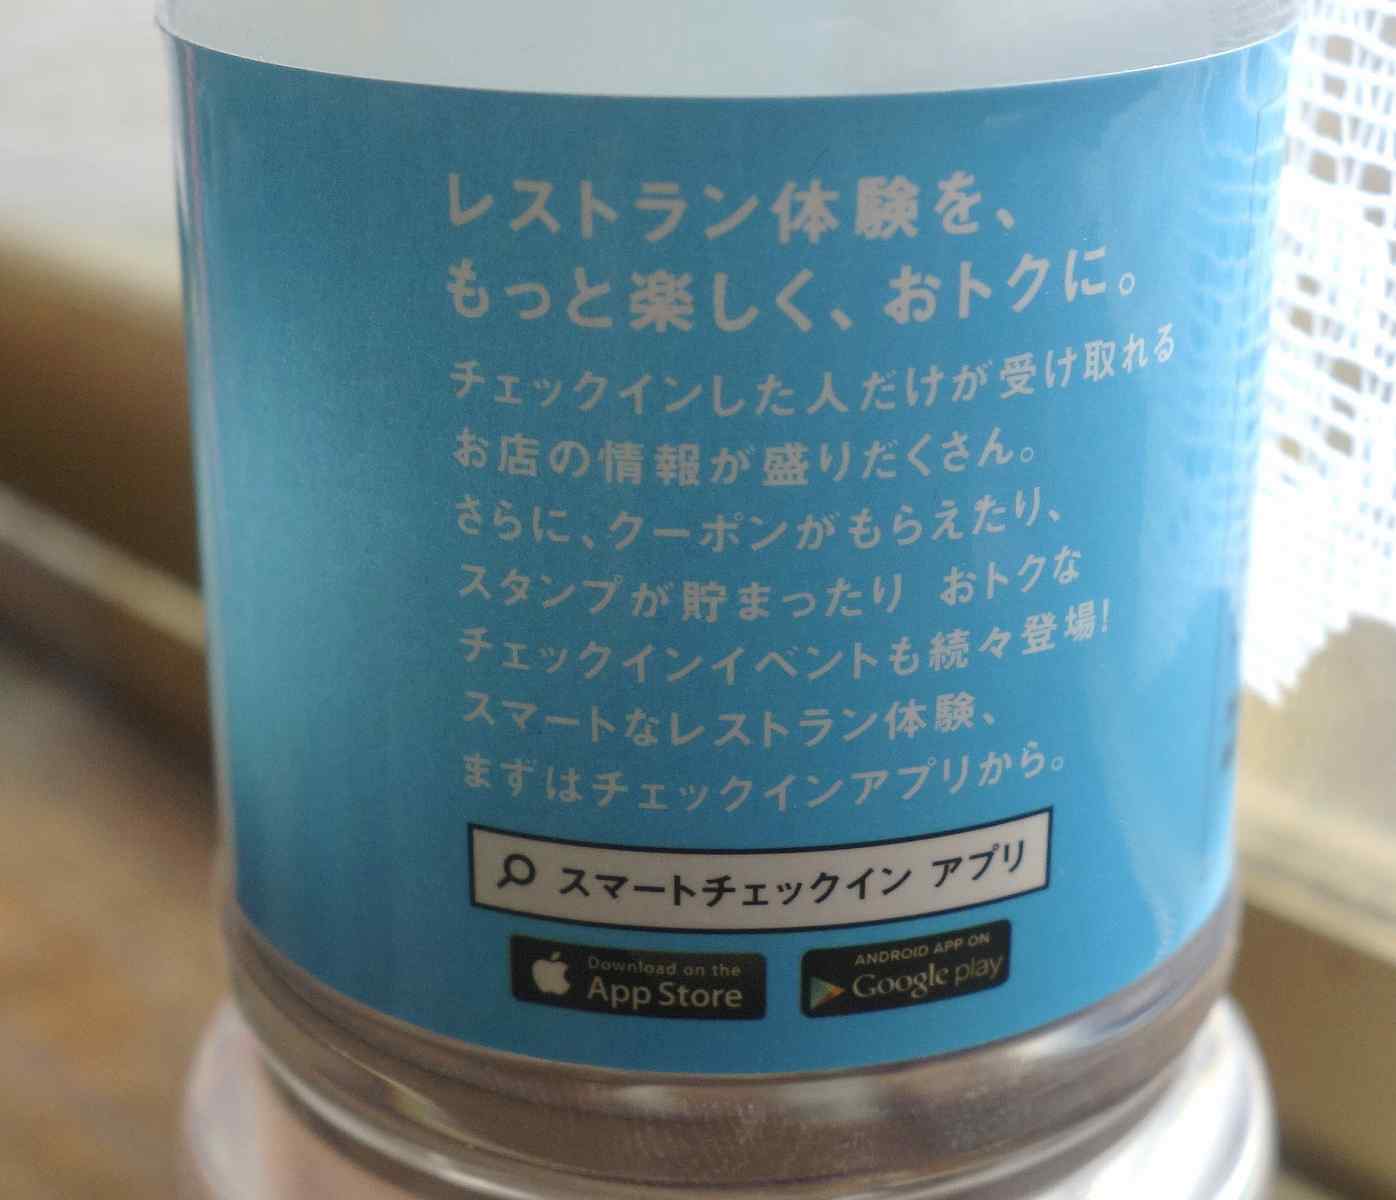 レストラン体験を、
もっと楽しく、おトクに。
チェックインした人だけが受け取れる
お店の情報が盛りだくさん。
さらに、クーポンがもらえたり、
スタンプが貯まったり おトクな
チェックインイベントも続々登場!
スマートなレストラン体験、
まずはチェックインアプリから。
スマートチェックイン アプリ
Download on the
App Store
ANDROID APP ON
Google play